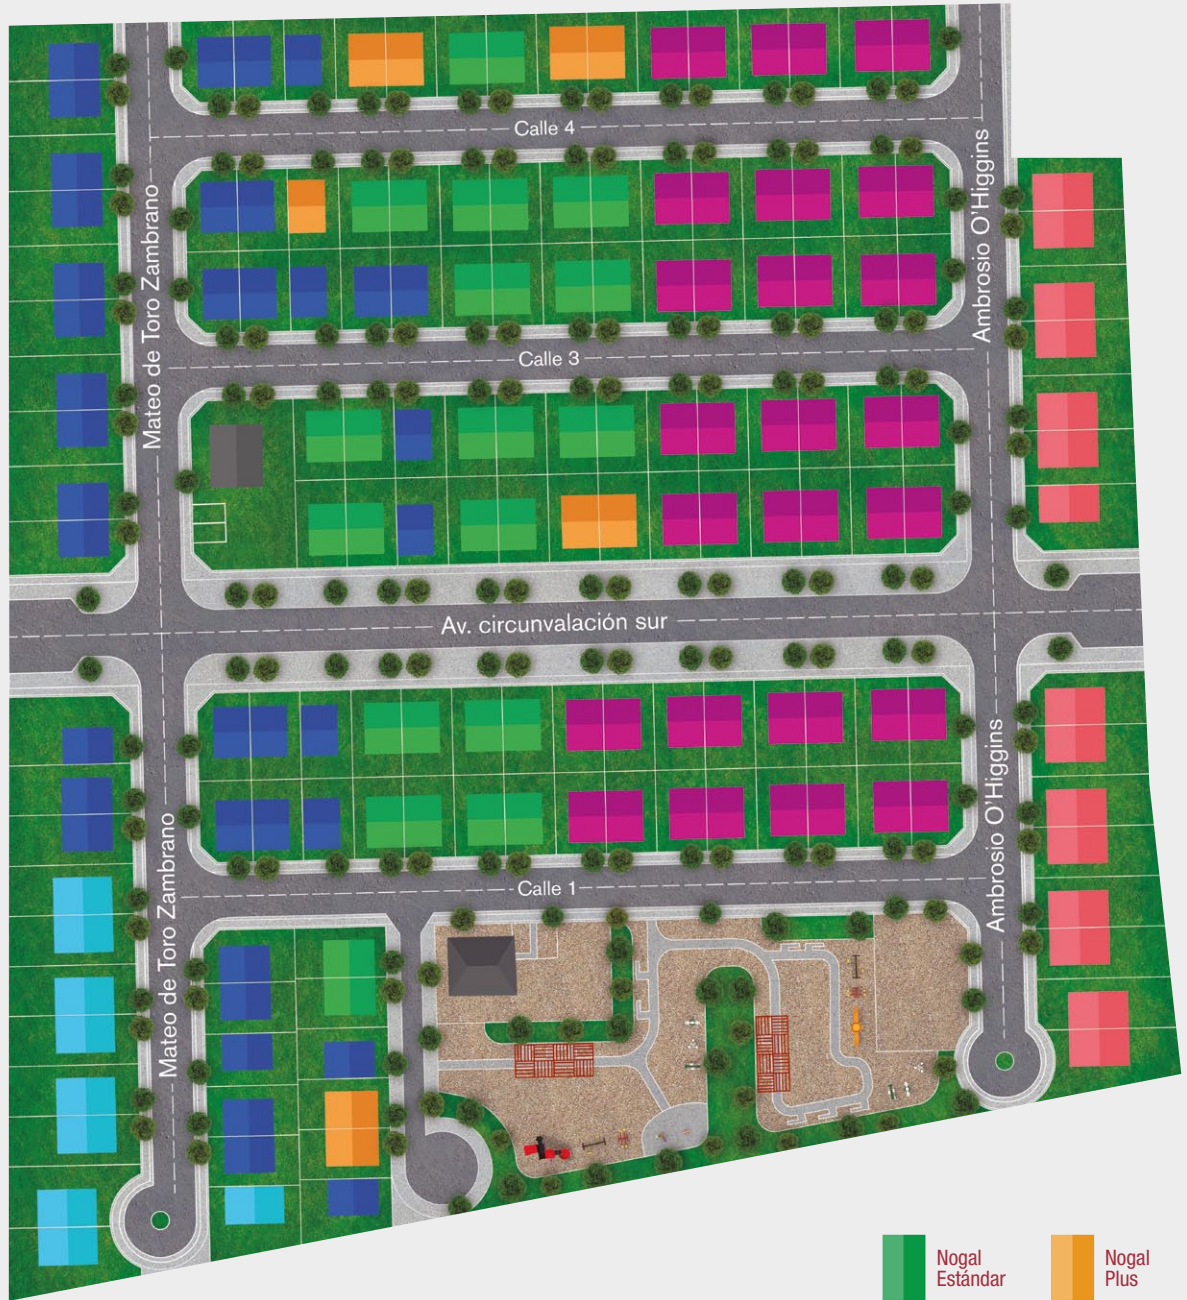 Calle 4
Mateo de Toro Zambrano
Ambrosio O'Higgins
Calle 3
Av. circunvalación sur
Mateo de Toro Zambrano
Ambrosio O'Higgins
Calle 1
Nogal
Estándar
Nogal
Plus